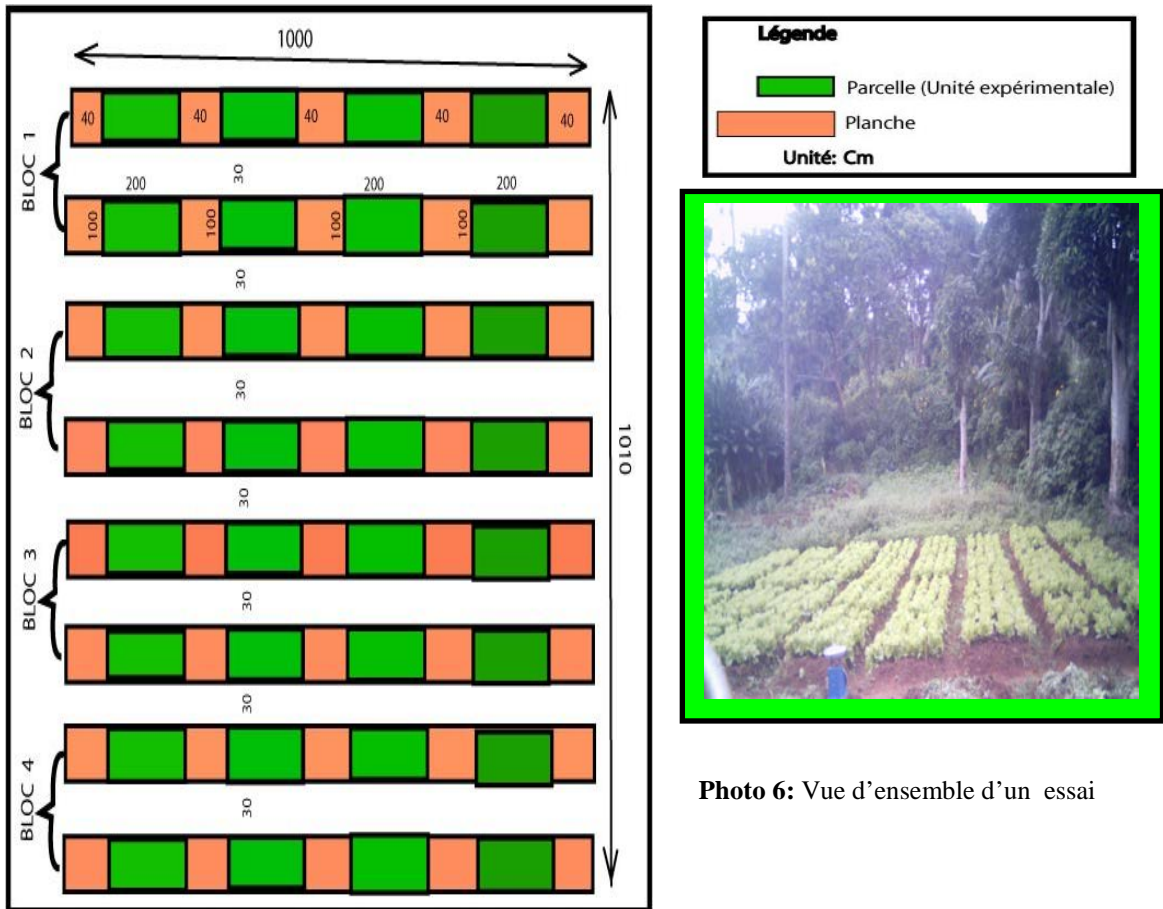 1000
40 40 40 40 40
BLOC 1
30
200 200 200
100 100 100 100
30
BLOC 2
30
30
BLOC 3
30
30
BLOC 4
30
1010
Légende
Parcelle (Unité expérimentale)
Planche
Unité: Cm
Photo 6: Vue d’ensemble d’un essai